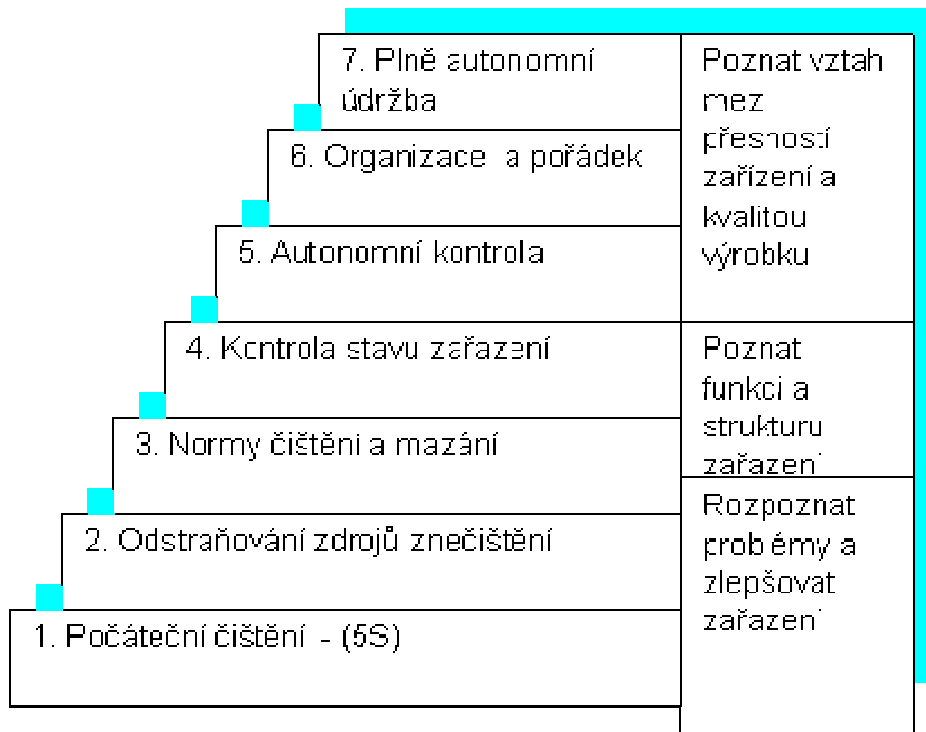 7. Plně autonomní
údržba
6. Organizace a pořádek
5. Autonomní kontrola
4. Kontrola stavu zařazení
3. Normy čištěni a mazání
2. Odstraňování zdrojů znečištění
1. Počáteční čištění - (5S)
Poznat vztah
mez
přesností
zařízení a
kvalitou
výrobku
Poznat
funkci a
strukturu
zařazení
Rozpoznat
problémy a
zlepšovat
zařazení